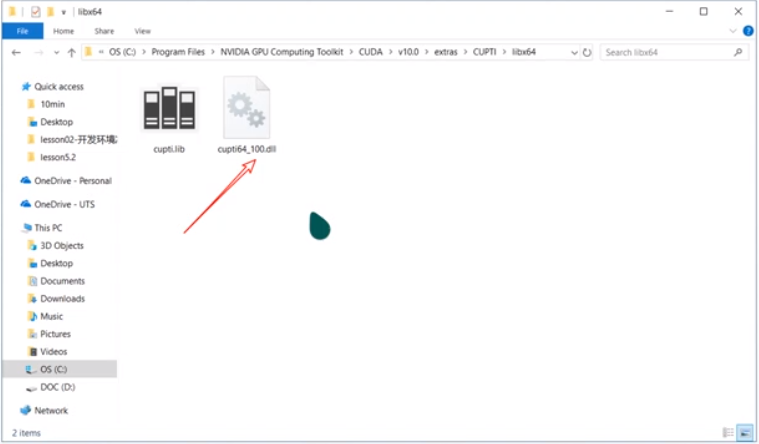 libx64
File Home Share View
« OS (C:) > Program Files > NVIDIA GPU Computing Toolkit > CUDA > v10.0 > extras > CUPTI > libx64
Search libx64
Quick access
10min
Desktop
lesson02-开发环境
lesson5.2
OneDrive - Personal
OneDrive - UTS
This PC
3D Objects
Desktop
Documents
Downloads
Music
Pictures
Videos
OS (C:)
DOC (D:)
Network
cupti.lib
cupti64_100.dll
2 items